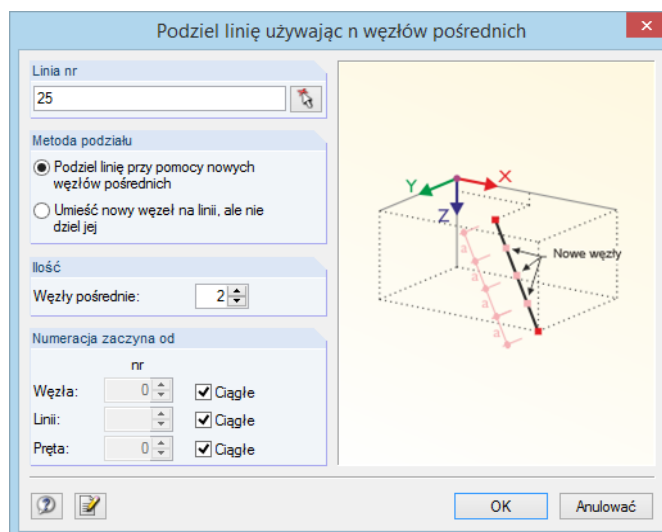 Podziel linię używając n węzłów pośrednich
Linia nr
25
Metoda podziału
Podziel linię przy pomocy nowych
węzłów pośrednich
Umieść nowy węzeł na linii, ale nie
dziel jej
Ilość
Węzły pośrednie: 2
Numeracja zaczyna od
nr
Węzła: 0 Ciągłe
Linii: Ciągłe
Pręta: 0 Ciągłe
X
Y
Z
Nowe węzły
a
a
a
a
OK Anulować